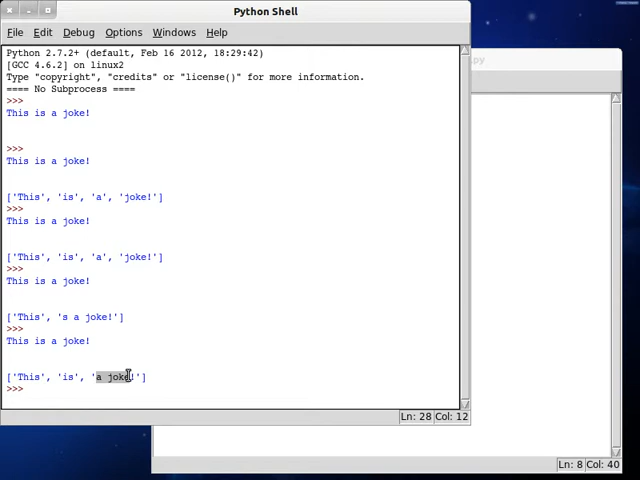 Python Shell
File Edit Debug Options Windows Help
Python 2.7.2+ (default, Feb 16 2012, 18:29:42)
[GCC 4.6.2] on linux2
Type "copyright", "credits" or "license()" for more information.
==== No Subprocess ====
>>>
This is a joke!
>>>
This is a joke!
['This', 'is', 'a', 'joke!']
>>>
This is a joke!
['This', 'is', 'a', 'joke!']
>>>
This is a joke!
['This', 's a joke!']
>>>
This is a joke!
['This', 'is', 'a joke!']
>>>
Ln: 28 Col: 12
py
Ln: 8 Col: 40